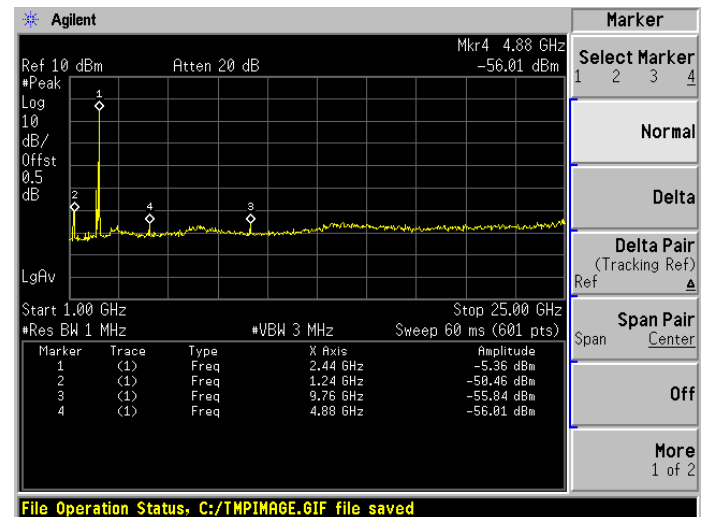 Agilent
Marker
Mkr4 4.88 GHz
Ref 10 dBm Atten 20 dB -56.01 dBm
#Peak
Log
10
dB/
Offst
0.5
dB
LgAv
1
2
4
3
Start 1.00 GHz Stop 25.00 GHz
#Res BW 1 MHz #VBW 3 MHz Sweep 60 ms (601 pts)
Marker Trace Type X Axis Amplitude
1 (1) Freq 2.44 GHz -5.36 dBm
2 (1) Freq 1.24 GHz -50.46 dBm
3 (1) Freq 9.76 GHz -55.84 dBm
4 (1) Freq 4.88 GHz -56.01 dBm
Select Marker
1 2 3 4
Normal
Delta
Delta Pair
(Tracking Ref)
Ref Δ
Span Pair
Span Center
Off
More
1 of 2
File Operation Status, C:/TMPIMAGE.GIF file saved